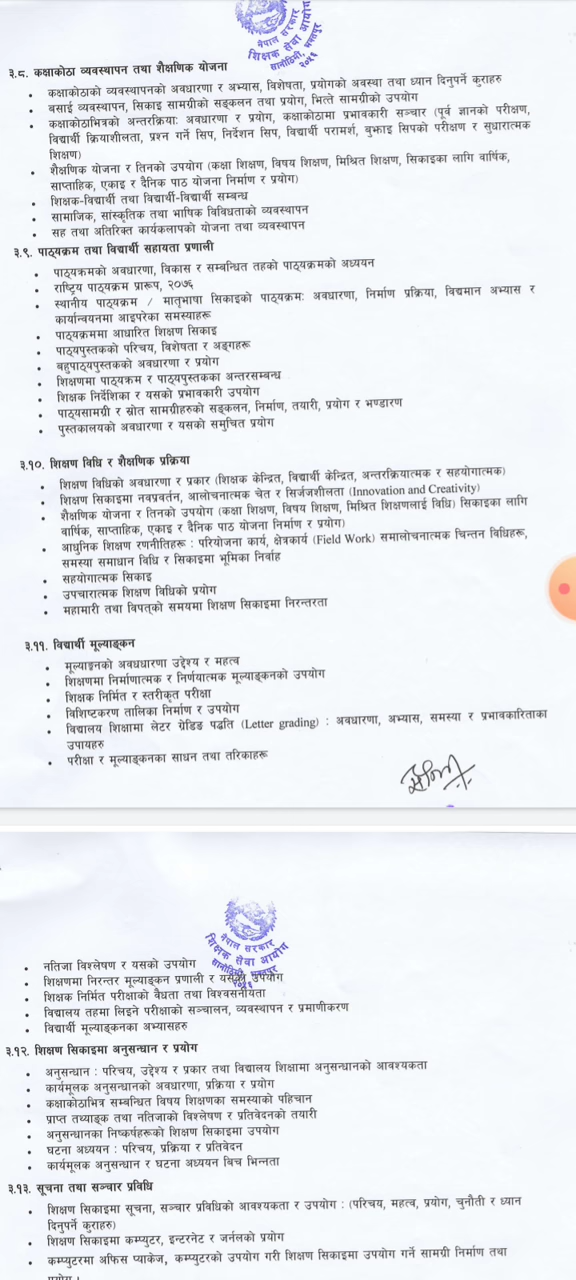 नेपाल सरकार
शिक्षक सेवा आयोग
सानोठिमी, भक्तपुर
३.८. कक्षाकोठा व्यवस्थापन तथा शैक्षणिक योजना
• कक्षाकोठाको व्यवस्थापनको अवधारणा र अभ्यास, विशेषता, प्रयोगको अवस्था तथा ध्यान दिनुपर्ने कुराहरु
• बसाई व्यवस्थापन, सिकाइ सामग्रीको सङ्कलन तथा प्रयोग, भित्ते सामग्रीको उपयोग
• कक्षाकोठाभित्रको अन्तरक्रिया: अवधारणा र प्रयोग, कक्षाकोठामा प्रभावकारी सञ्चार (पूर्व ज्ञानको परीक्षण,
विद्यार्थी क्रियाशीलता, प्रश्न गर्ने सिप, निर्देशन सिप, विद्यार्थी परामर्श, बुझाइ सिपको परीक्षण र सुधारात्मक
शिक्षण)
• शैक्षणिक योजना र तिनको उपयोग (कक्षा शिक्षण, विषय शिक्षण, मिश्रित शिक्षण, सिकाइका लागि वार्षिक,
साप्ताहिक, एकाइ र दैनिक पाठ योजना निर्माण र प्रयोग)
• शिक्षक-विद्यार्थी तथा विद्यार्थी-विद्यार्थी सम्बन्ध
• सामाजिक, सांस्कृतिक तथा भाषिक विविधताको व्यवस्थापन
• सह तथा अतिरिक्त कार्यकलापको योजना तथा व्यवस्थापन
३.९. पाठ्यक्रम तथा विद्यार्थी सहायता प्रणाली
• पाठ्यक्रमको अवधारणा, विकास र सम्बन्धित तहको पाठ्यक्रमको अध्ययन
• राष्ट्रिय पाठ्यक्रम प्रारूप, २०७६
• स्थानीय पाठ्यक्रम / मातृभाषा सिकाइको पाठ्यक्रम: अवधारणा, निर्माण प्रक्रिया, विद्यमान अभ्यास र
कार्यान्वयनमा आइपरेका समस्याहरू
• पाठ्यक्रममा आधारित शिक्षण सिकाइ
• पाठ्यपुस्तकको परिचय, विशेषता र अङ्गहरू
• बहुपाठ्यपुस्तकको अवधारणा र प्रयोग
• शिक्षणमा पाठ्यक्रम र पाठ्यपुस्तकका अन्तरसम्बन्ध
• शिक्षक निर्देशिका र यसको प्रभावकारी उपयोग
• पाठ्यसामग्री र स्रोत सामग्रीहरुको सङ्कलन, निर्माण, तयारी, प्रयोग र भण्डारण
• पुस्तकालयको अवधारणा र यसको समुचित प्रयोग
३.१०. शिक्षण विधि र शैक्षणिक प्रक्रिया
• शिक्षण विधिको अवधारणा र प्रकार (शिक्षक केन्द्रित, विद्यार्थी केन्द्रित, अन्तरक्रियात्मक र सहयोगात्मक)
• शिक्षण सिकाइमा नवप्रवर्तन, आलोचनात्मक चेत र सिर्जजशीलता (Innovation and Creativity)
• शैक्षणिक योजना र तिनको उपयोग (कक्षा शिक्षण, विषय शिक्षण, मिश्रित शिक्षणलाई विधि) सिकाइका लागि
वार्षिक, साप्ताहिक, एकाइ र दैनिक पाठ योजना निर्माण र प्रयोग)
• आधुनिक शिक्षण रणनीतिहरू : परियोजना कार्य, क्षेत्रकार्य (Field Work) समालोचनात्मक चिन्तन विधिहरू,
समस्या समाधान विधि र सिकाइमा भूमिका निर्वाह
• सहयोगात्मक सिकाइ
• उपचारात्मक शिक्षण विधिको प्रयोग
• महामारी तथा विपत्‌को समयमा शिक्षण सिकाइमा निरन्तरता
३.११. विद्यार्थी मूल्याङ्कन
• मूल्याङ्गनको अवधधारणा उद्देश्य र महत्व
• शिक्षणमा निर्माणात्मक र निर्णयात्मक मूल्याङ्कनको उपयोग
• शिक्षक निर्मित र स्तरीकृत परीक्षा
• विशिष्टिकरण तालिका निर्माण र उपयोग
• विद्यालय शिक्षामा लेटर ग्रेडिङ पद्धति (Letter grading) : अवधारणा, अभ्यास, समस्या र प्रभावकारिताका
उपायहरु
• परीक्षा र मूल्याङ्कनका साधन तथा तरिकाहरू
नेपाल सरकार
शिक्षक सेवा आयोग
सानोठिमी, भक्तपुर
• नतिजा विश्लेषण र यसको उपयोग
• शिक्षणमा निरन्तर मूल्याङ्कन प्रणाली र यसको उपयोग
• शिक्षक निर्मित परीक्षाको वैधता तथा विश्वसनीयता
• विद्यालय तहमा लिइने परीक्षाको सञ्चालन, व्यवस्थापन र प्रमाणीकरण
• विद्यार्थी मूल्याङ्कनका अभ्यासहरु
३.१२. शिक्षण सिकाइमा अनुसन्धान र प्रयोग
• अनुसन्धान : परिचय, उद्देश्य र प्रकार तथा विद्यालय शिक्षामा अनुसन्धानको आवश्यकता
• कार्यमूलक अनुसन्धानको अवधारणा, प्रक्रिया र प्रयोग
• कक्षाकोठाभित्र सम्बन्धित विषय शिक्षणका समस्याको पहिचान
• प्राप्त तथ्याङ्क तथा नतिजाको विश्लेषण र प्रतिवेदनको तयारी
• अनुसन्धानका निष्कर्षहरूको शिक्षण सिकाइमा उपयोग
• घटना अध्ययन : परिचय, प्रक्रिया र प्रतिवेदन
• कार्यमूलक अनुसन्धान र घटना अध्ययन बिच भिन्नता
३.१३. सूचना तथा सञ्चार प्रविधि
• शिक्षण सिकाइमा सूचना, सञ्चार प्रविधिको आवश्यकता र उपयोग : (परिचय, महत्व, प्रयोग, चुनौती र ध्यान
दिनुपर्ने कुराहरु)
• शिक्षण सिकाइमा कम्प्युटर, इन्टरनेट र जर्नलको प्रयोग
• कम्प्युटरमा अफिस प्याकेज, कम्प्युटरको उपयोग गरी शिक्षण सिकाइमा उपयोग गर्ने सामग्री निर्माण तथा
प्रयोग ।